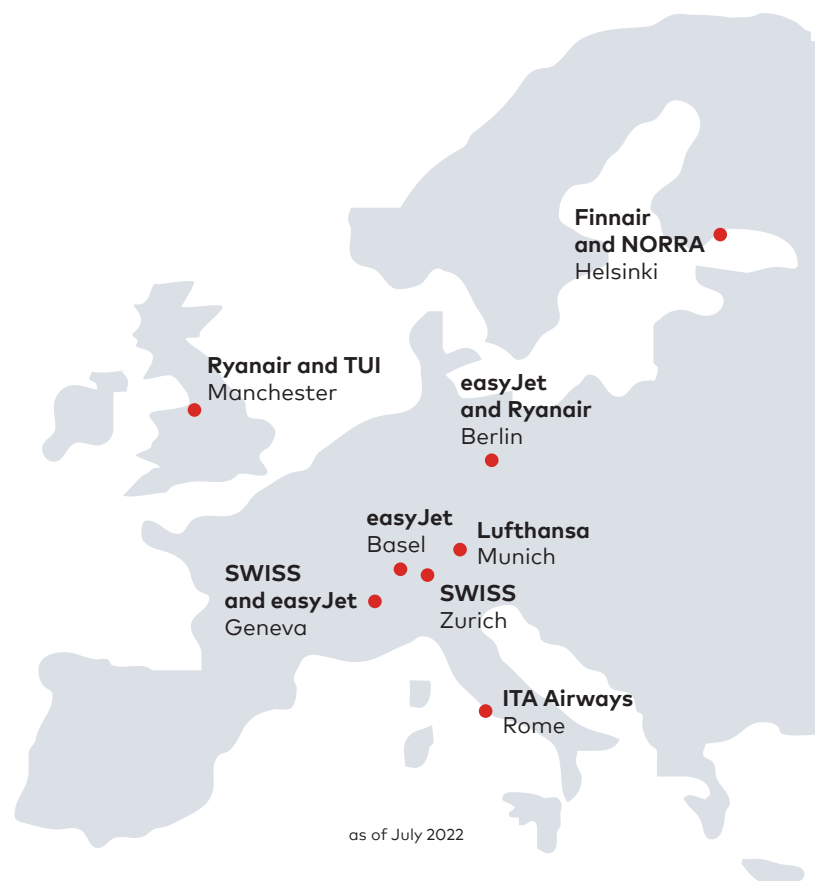 Finnair
and NORRA
Helsinki
Ryanair and TUI
Manchester
easyJet
and Ryanair
Berlin
easyJet
Basel
Lufthansa
Munich
SWISS
and easyJet
Geneva
SWISS
Zurich
ITA Airways
Rome
as of July 2022